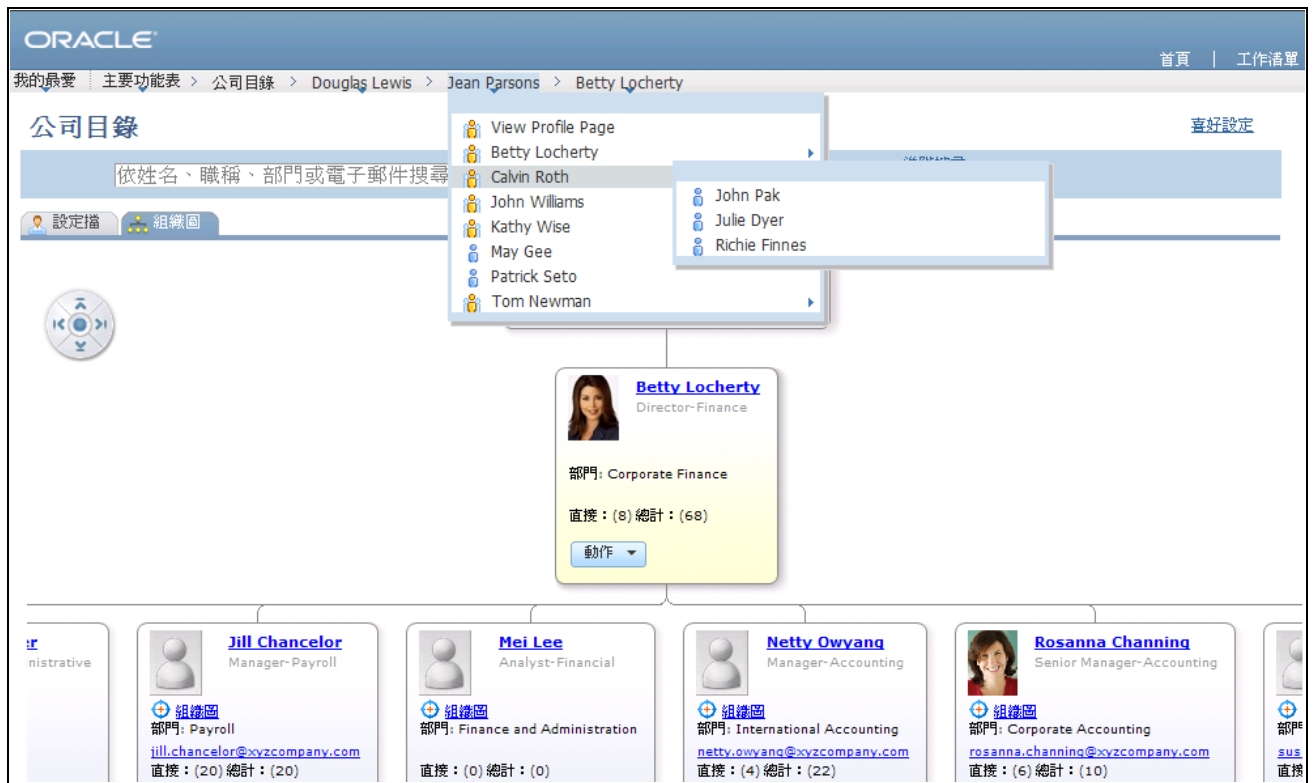 ORACLE
首頁 | 工作清單
我的最愛 主要功能表 > 公司目錄 > Douglas Lewis > Jean Parsons > Betty Locherty
公司目錄
喜好設定
依姓名、職稱、部門或電子郵件搜尋
設定擋 組織圖
View Profile Page
Betty Locherty
Calvin Roth
John Williams
Kathy Wise
May Gee
Patrick Seto
Tom Newman
John Pak
Julie Dyer
Richie Finnes
Betty Locherty
Director-Finance
部門: Corporate Finance
直接：(8) 總計：(68)
動作
Jill Chancelor
Manager-Payroll
組織圖
部門: Payroll
jill.chancelor@xyzcompany.com
直接：(20) 總計：(20)
Mei Lee
Analyst-Financial
組織圖
部門: Finance and Administration
直接：(0) 總計：(0)
Netty Owyang
Manager-Accounting
組織圖
部門: International Accounting
netty.owyang@xyzcompany.com
直接：(4) 總計：(22)
Rosanna Channing
Senior Manager-Accounting
組織圖
部門: Corporate Accounting
rosanna.channing@xyzcompany.com
直接：(6) 總計：(10)